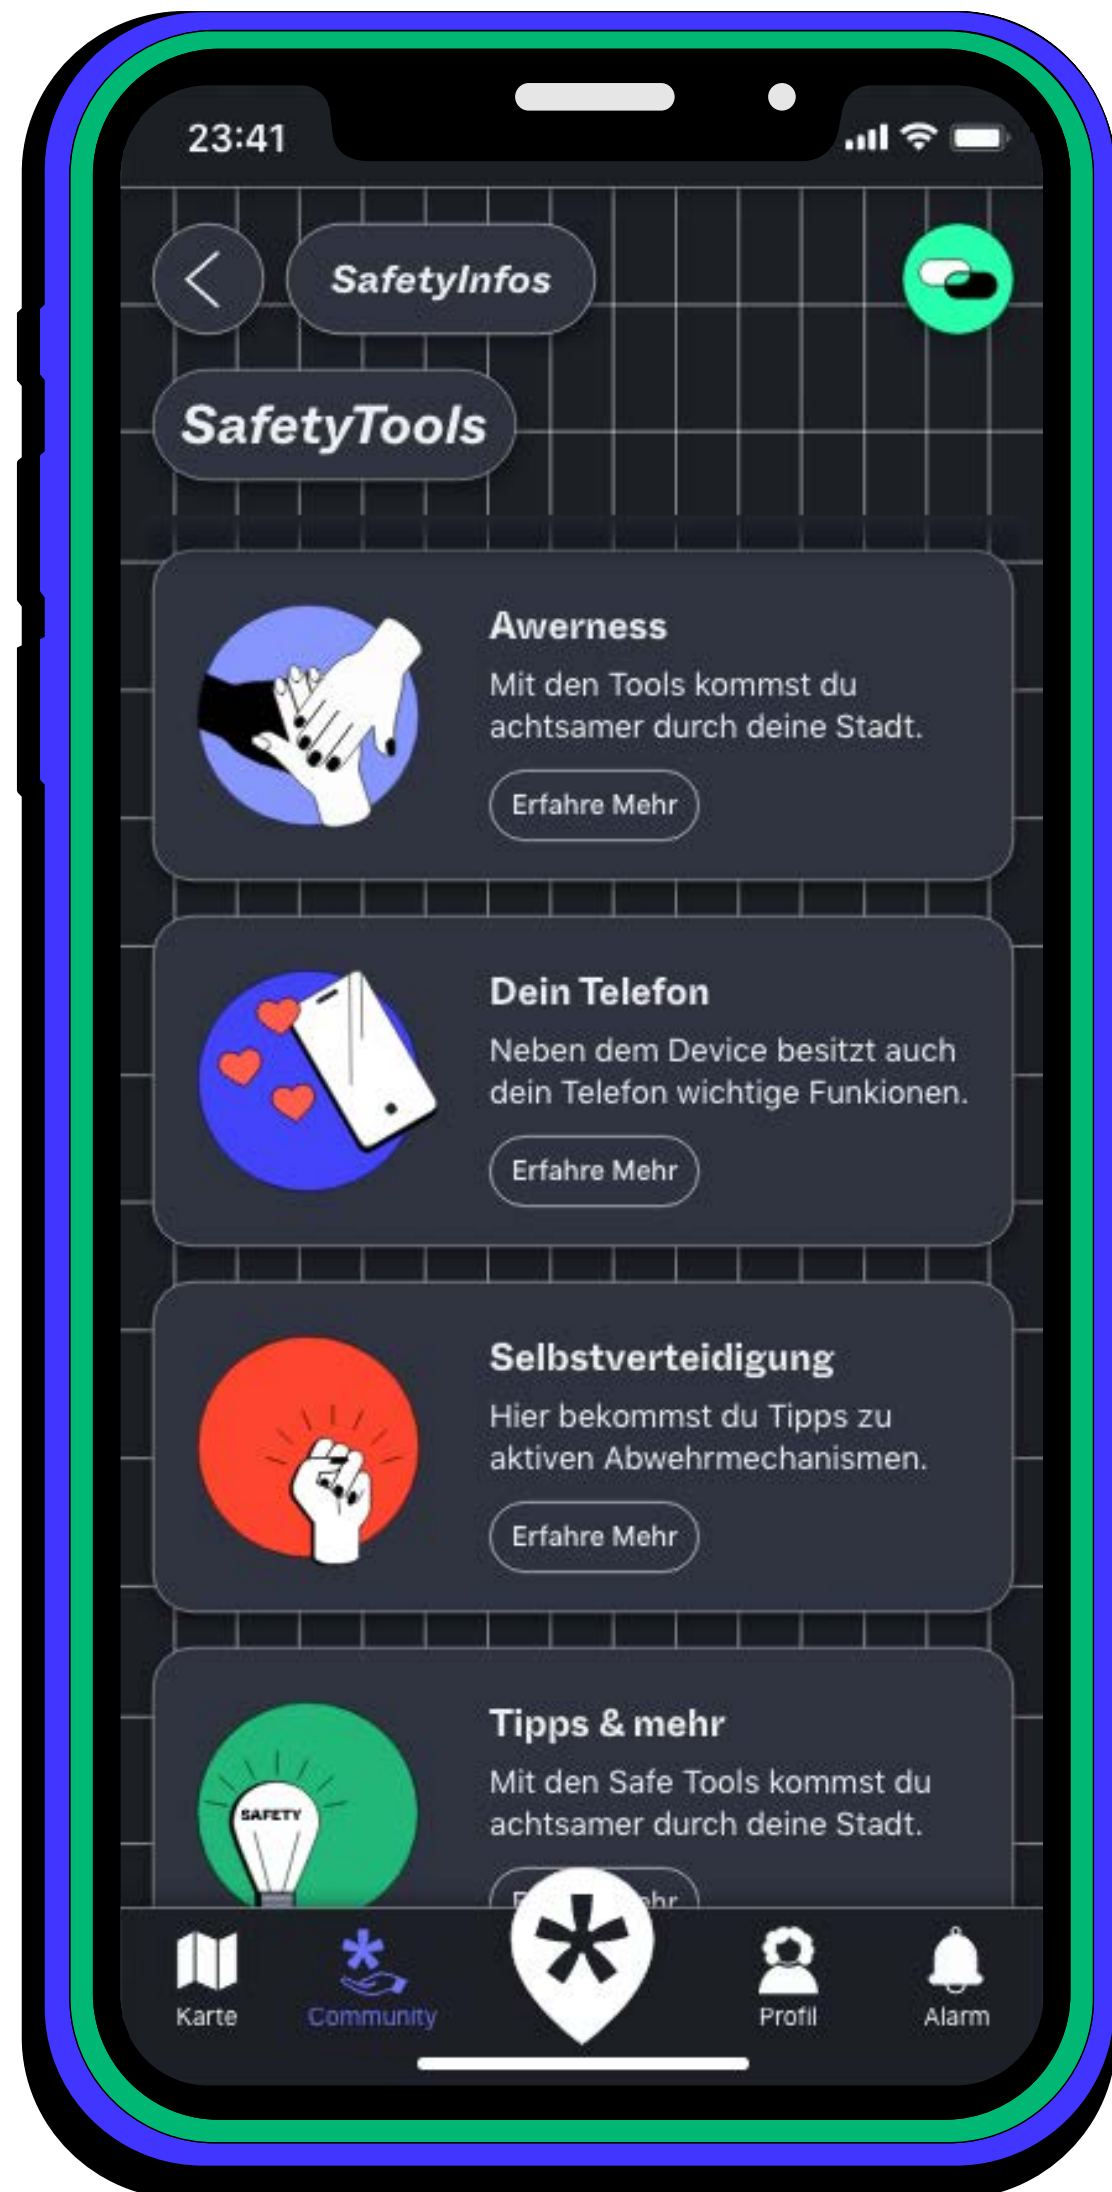 23:41
SafetyInfos
SafetyTools
Awerness
Mit den Tools kommst du
achtsamer durch deine Stadt.
Erfahre Mehr
Dein Telefon
Neben dem Device besitzt auch
dein Telefon wichtige Funkionen.
Erfahre Mehr
Selbstverteidigung
Hier bekommst du Tipps zu
aktiven Abwehrmechanismen.
Erfahre Mehr
Tipps & mehr
Mit den Safe Tools kommst du
achtsamer durch deine Stadt.
SAFETY
Karte
Community
Profil
Alarm